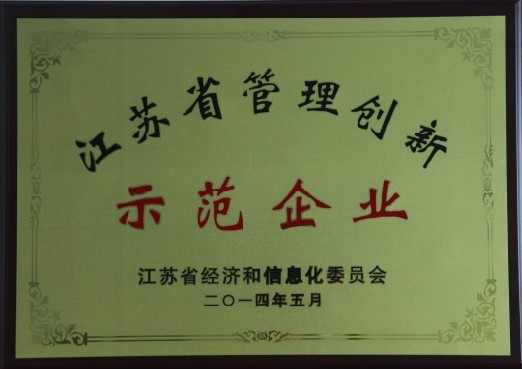 江苏省管理创新
示范企业
江苏省经济和信息化委员会
二〇一四年五月